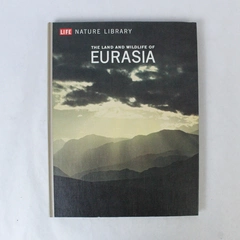 LIFE NATURE LIBRARY
THE LAND AND WILDLIFE OF
EURASIA